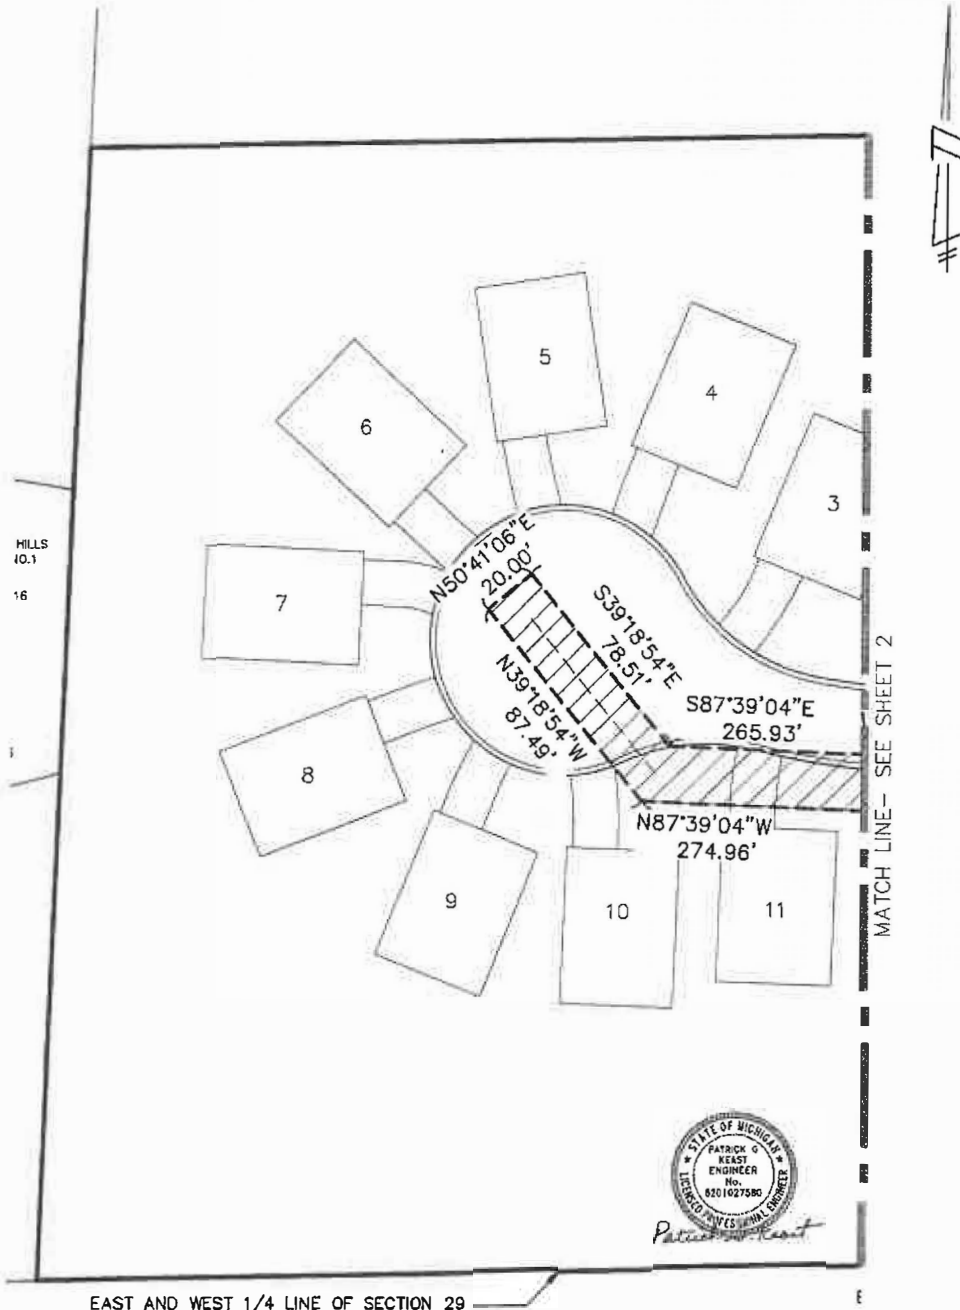 5
4
6
3
HILLS
NO.1
16
7
N50°41'06"E
20.00'
S39°18'54"E
78.51'
N39°18'54"W
87.49'
S87°39'04"E
265.93'
MATCH LINE— SEE SHEET 2
8
N87°39'04"W
274.96'
9
10
11
STATE OF MICHIGAN
PATRICK G
KEAST
ENGINEER
No.
6201027580
LICENSED PROFESSIONAL ENGINEER
EAST AND WEST 1/4 LINE OF SECTION 29